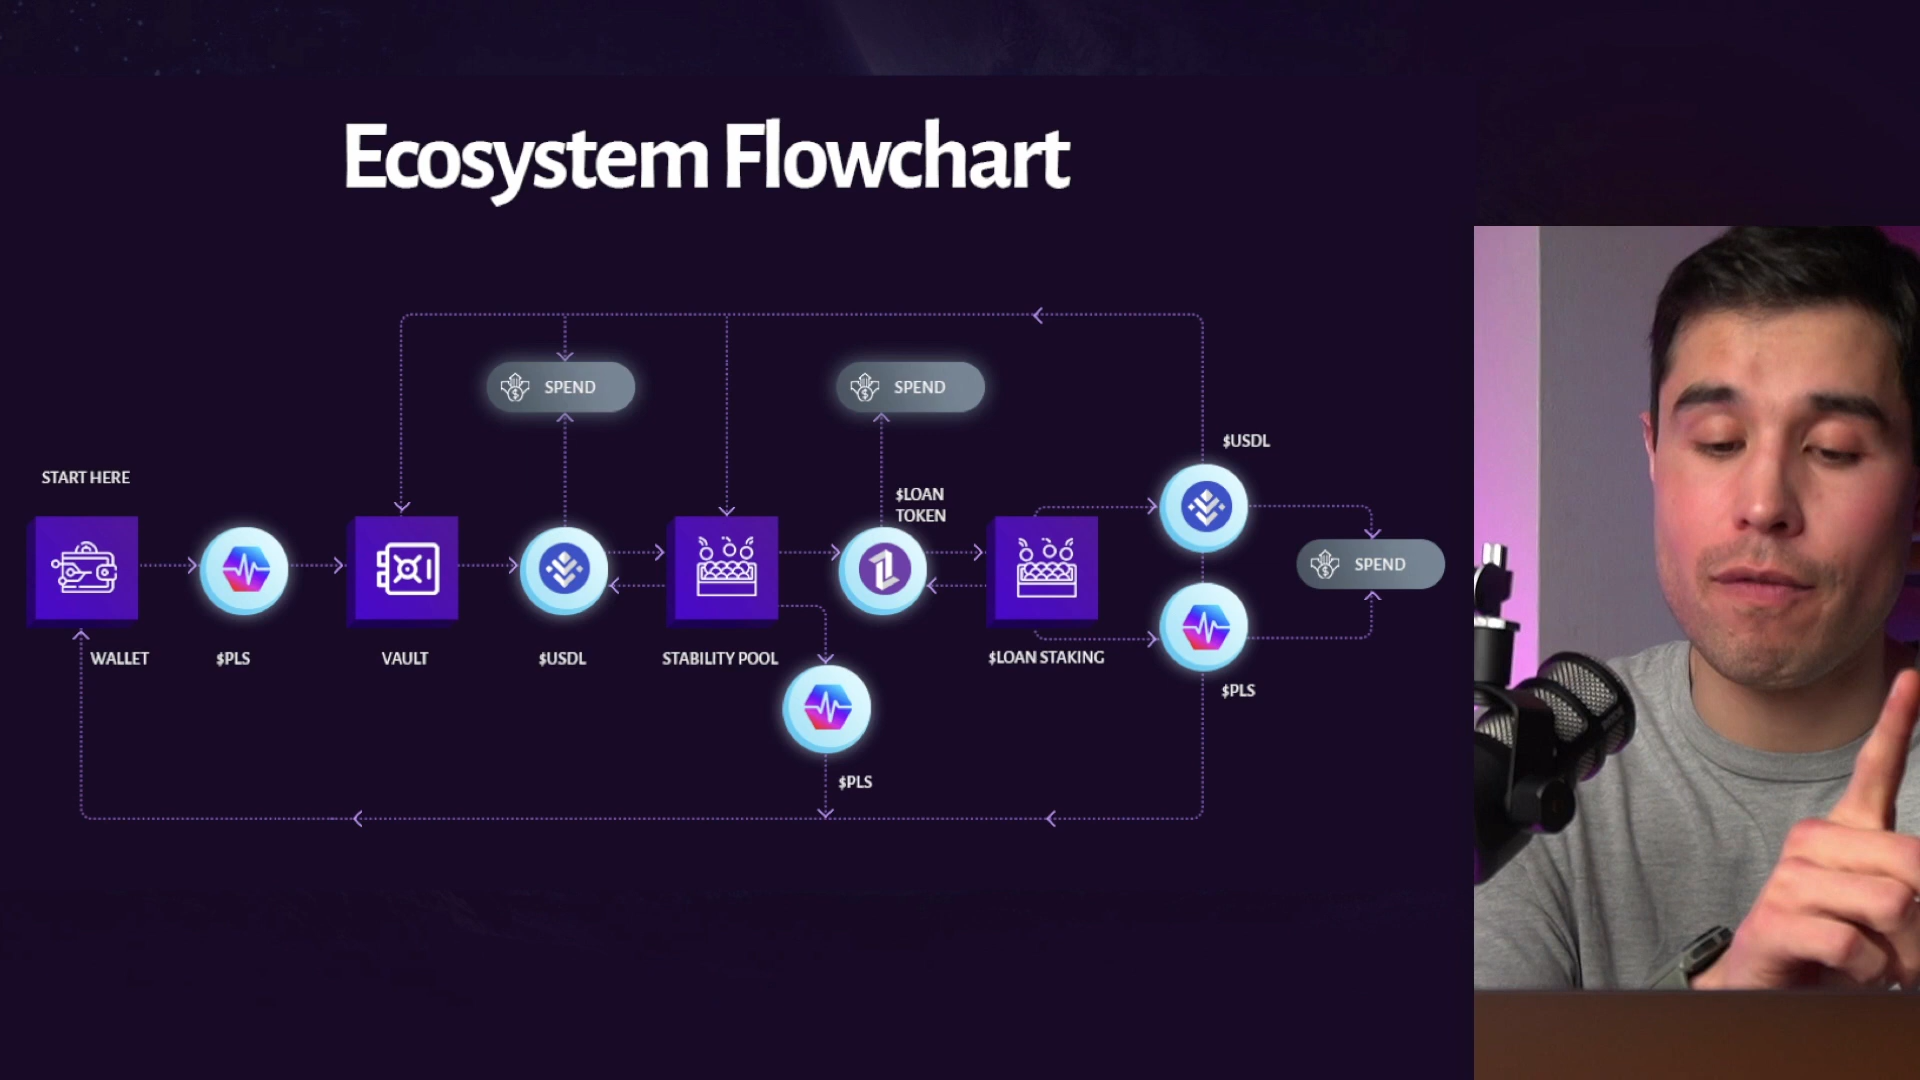 Ecosystem Flowchart
SPEND
SPEND
$USDL
START HERE
$LOAN
TOKEN
SPEND
WALLET
$PLS
VAULT
$USDL
STABILITY POOL
$LOAN STAKING
$PLS
$PLS